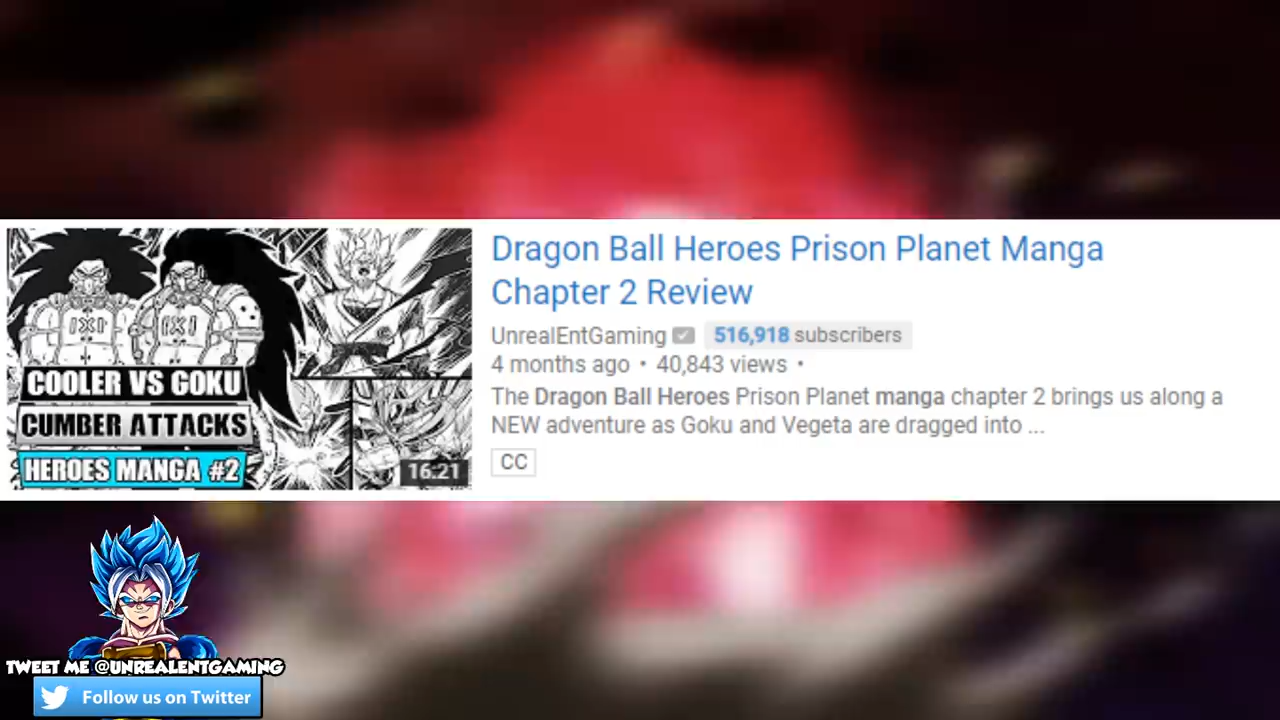 Dragon Ball Heroes Prison Planet Manga
Chapter 2 Review
UnrealEntGaming 516,918 subscribers
4 months ago • 40,843 views •
The Dragon Ball Heroes Prison Planet manga chapter 2 brings us along a
NEW adventure as Goku and Vegeta are dragged into ...
CC
COOLER VS GOKU
CUMBER ATTACKS
HEROES MANGA #2
16:21
TWEET ME @UNREALENTGAMING
Follow us on Twitter